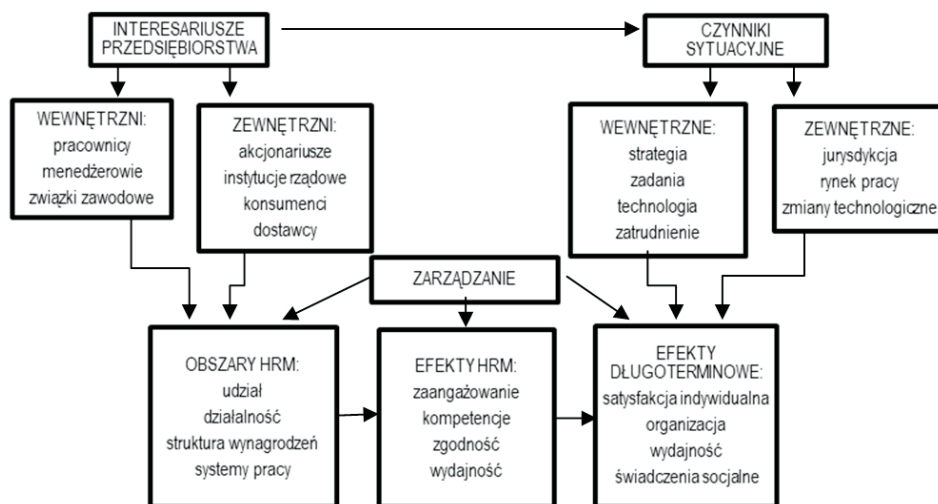 INTERESARIUSZE
PRZEDSIĘBIORSTWA
CZYNNIKI
SYTUACYJNE
WEWNĘTRZNI:
pracownicy
menedżerowie
związki zawodowe
ZEWNĘTRZNI:
akcjonariusze
instytucje rządowe
konsumenci
dostawcy
WEWNĘTRZNE:
strategia
zadania
technologia
zatrudnienie
ZEWNĘTRZNE:
jurysdykcja
rynek pracy
zmiany technologiczne
ZARZĄDZANIE
OBSZARY HRM:
udział
działalność
struktura wynagrodzeń
systemy pracy
EFEKTY HRM:
zaangażowanie
kompetencje
zgodność
wydajność
EFEKTY
DŁUGOTERMINOWE:
satysfakcja indywidualna
organizacja
wydajność
świadczenia socjalne